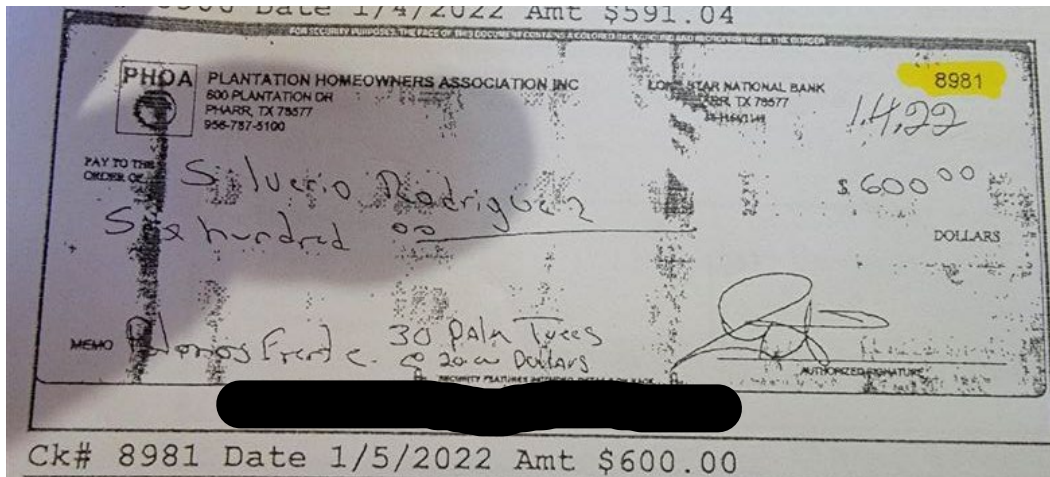 Date 1/4/2022 Amt $591.04
FOR SECURITY PURPOSES, THE FACE OF THIS DOCUMENT CONTAINS A COLORED BACKGROUND AND MICROPRINTING IN THE BORDER
PHOA PLANTATION HOMEOWNERS ASSOCIATION INC
600 PLANTATION DR
PHARR, TX 78577
956-787-5100
LONE STAR NATIONAL BANK
PHARR, TX 78577
8981
1.4.22
PAY TO THE
ORDER OF Silverio Rodriguez $ 600 00
Six hundred 00 DOLLARS
MEMO Frente. 30 Palm Trees
@ 20.00 Dollars
AUTHORIZED SIGNATURE
Ck# 8981 Date 1/5/2022 Amt $600.00